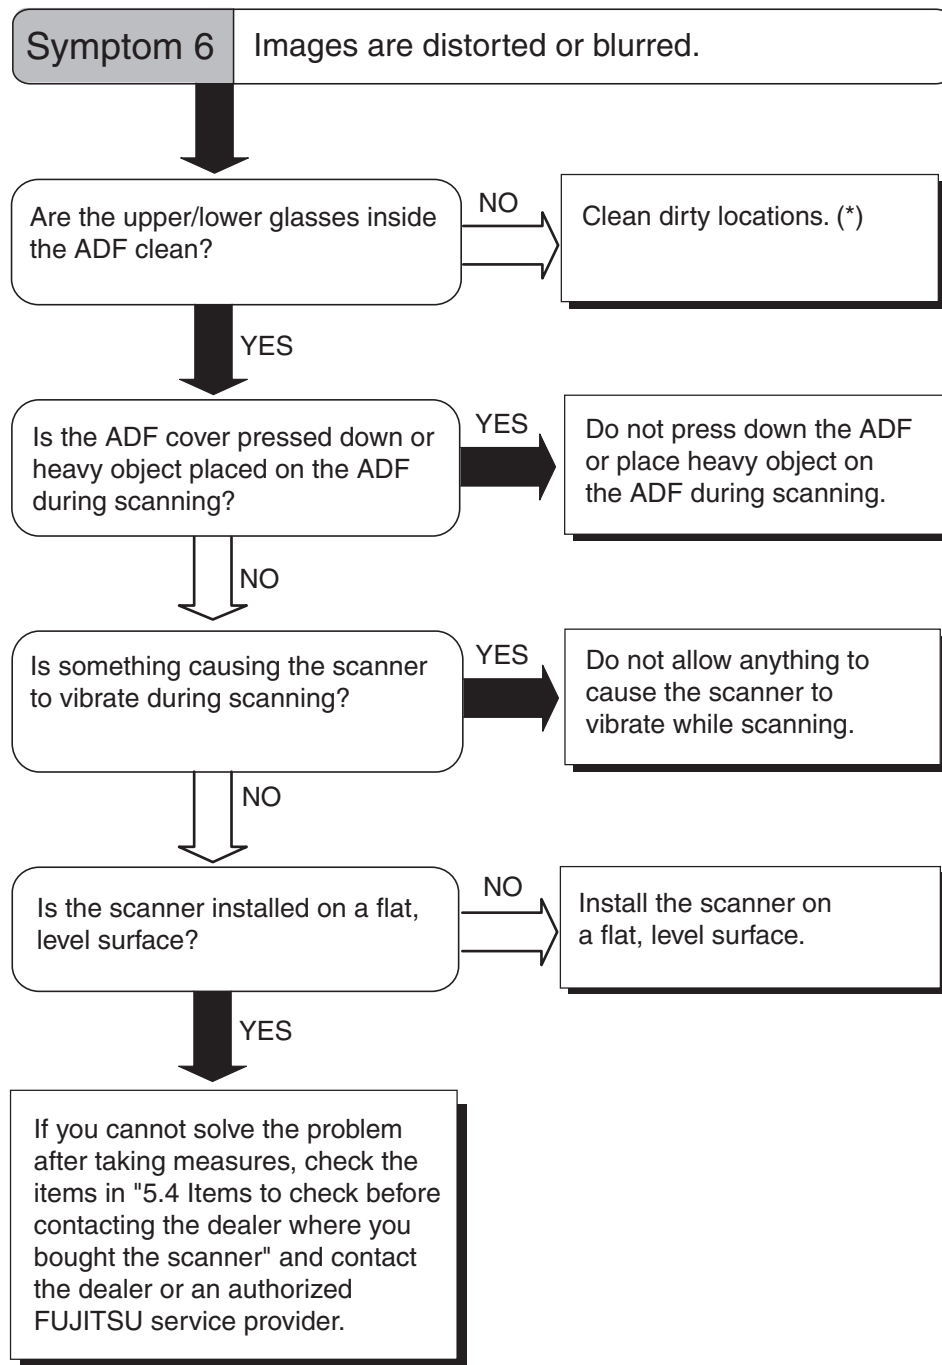 Symptom 6 Images are distorted or blurred.
Are the upper/lower glasses inside
the ADF clean?
NO
Clean dirty locations. (*)
YES
Is the ADF cover pressed down or
heavy object placed on the ADF
during scanning?
YES
Do not press down the ADF
or place heavy object on
the ADF during scanning.
NO
Is something causing the scanner
to vibrate during scanning?
YES
Do not allow anything to
cause the scanner to
vibrate while scanning.
NO
Is the scanner installed on a flat,
level surface?
NO
Install the scanner on
a flat, level surface.
YES
If you cannot solve the problem
after taking measures, check the
items in "5.4 Items to check before
contacting the dealer where you
bought the scanner" and contact
the dealer or an authorized
FUJITSU service provider.